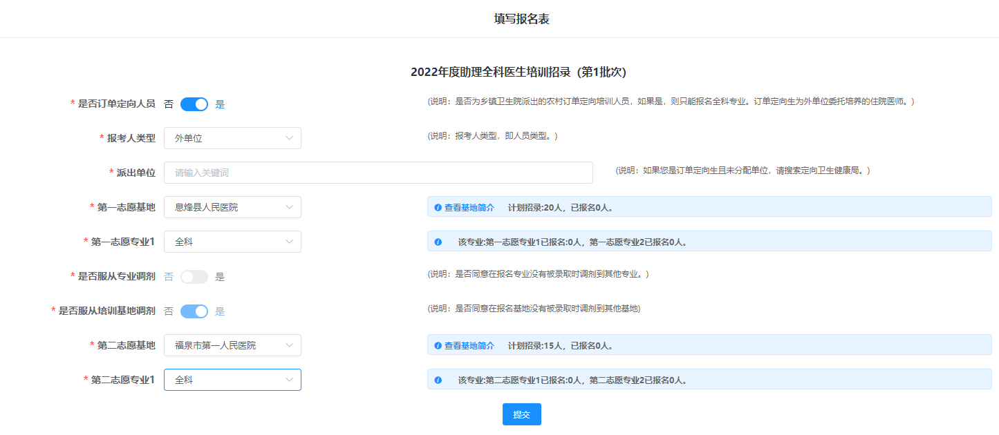 填写报名表
2022年度助理全科医生培训招录（第1批次）
* 是否订单定向人员 否 是 (说明：是否为乡镇卫生院派出的农村订单定向培训人员，如果是，则只能报名全科专业。订单定向生为外单位委托培养的住院医师。)
* 报考人类型 外单位 (说明：报考人类型，即人员类型。)
* 派出单位 请输入关键词 (说明：如果您是订单定向生且未分配单位，请搜索定向卫生健康局。)
* 第一志愿基地 息烽县人民医院 查看基地简介 计划招录:20人，已报名0人。
* 第一志愿专业1 全科 该专业:第一志愿专业1已报名:0人，第一志愿专业2已报名0人。
* 是否服从专业调剂 否 是 (说明：是否同意在报名专业没有被录取时调剂到其他专业。)
* 是否服从培训基地调剂 否 是 (说明：是否同意在报名基地没有被录取时调剂到其他基地)
* 第二志愿基地 福泉市第一人民医院 查看基地简介 计划招录:15人，已报名0人。
* 第二志愿专业1 全科 该专业:第二志愿专业1已报名:0人，第二志愿专业2已报名0人。
提交